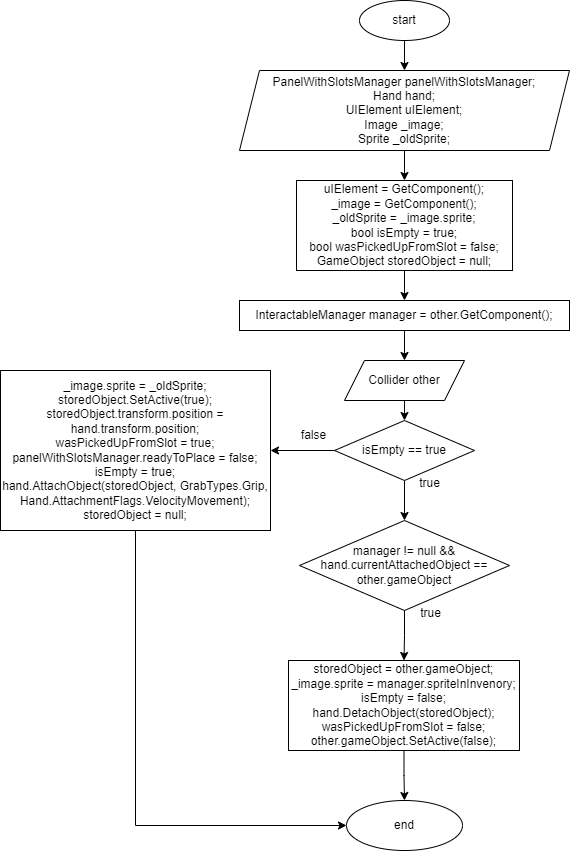 start
PanelWithSlotsManager panelWithSlotsManager;
Hand hand;
UIElement uIElement;
Image _image;
Sprite _oldSprite;
uIElement = GetComponent();
_image = GetComponent();
_oldSprite = _image.sprite;
bool isEmpty = true;
bool wasPickedUpFromSlot = false;
GameObject storedObject = null;
InteractableManager manager = other.GetComponent();
Collider other
isEmpty == true
false
true
_image.sprite = _oldSprite;
storedObject.SetActive(true);
storedObject.transform.position =
hand.transform.position;
wasPickedUpFromSlot = true;
panelWithSlotsManager.readyToPlace = false;
isEmpty = true;
hand.AttachObject(storedObject, GrabTypes.Grip,
Hand.AttachmentFlags.VelocityMovement);
storedObject = null;
manager != null &&
hand.currentAttachedObject ==
other.gameObject
true
storedObject = other.gameObject;
_image.sprite = manager.spriteInInvenory;
isEmpty = false;
hand.DetachObject(storedObject);
wasPickedUpFromSlot = false;
other.gameObject.SetActive(false);
end